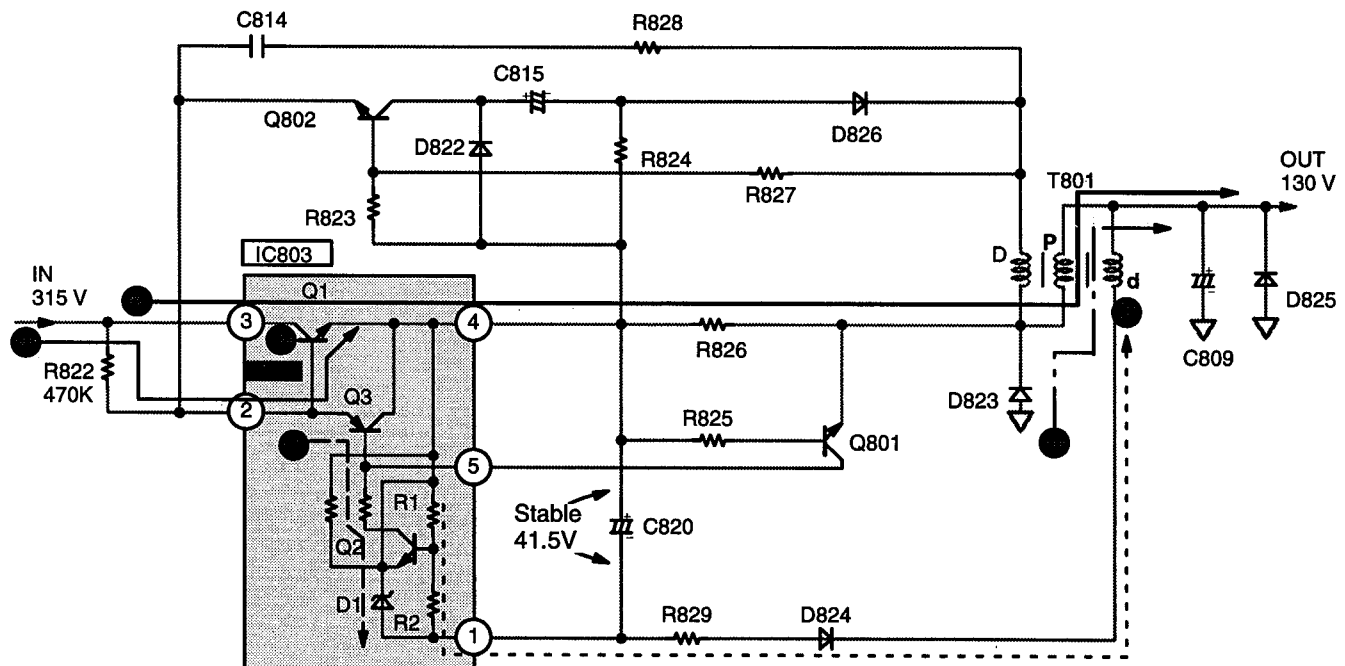 C814
R828
C815
Q802
D826
D822
R824
R827
T801
OUT
130 V
R823
IC803
D
P
d
IN
315 V
Q1
3
4
R826
D825
C809
R822
470K
Q3
2
D823
R825
Q801
5
R1
Stable
41.5V
C820
Q2
D1
R2
R829
D824
1